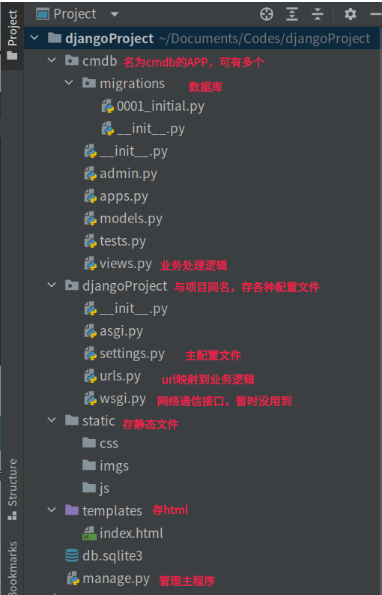 Project
Project
djangoProject ~/Documents/Codes/djangoProject
cmdb 名为cmdb的APP，可有多个
migrations 数据库
0001_initial.py
__init__.py
__init__.py
admin.py
apps.py
models.py
tests.py
views.py 业务处理逻辑
djangoProject 与项目同名，存各种配置文件
__init__.py
asgi.py
settings.py 主配置文件
urls.py url映射到业务逻辑
wsgi.py 网络通信接口，暂时没用到
static 存静态文件
css
imgs
js
templates 存html
index.html
db.sqlite3
manage.py 管理主程序
Structure
Bookmarks